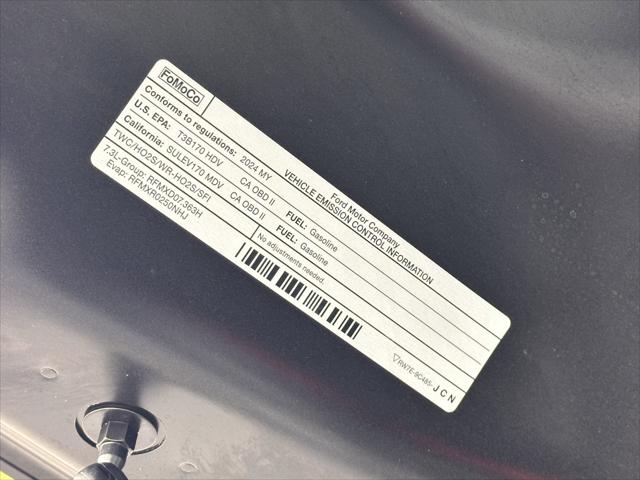 FoMoCo
Ford Motor Company
VEHICLE EMISSION CONTROL INFORMATION
Conforms to regulations: 2024 MY
U.S. EPA: T3B170 HDV CA OBD II FUEL: Gasoline
California: SULEV170 MDV CA OBD II FUEL: Gasoline
TWC/HO2S/WR-HO2S/SFI No adjustments needed.
7.3L-Group: RFMXD07.363H
Evap: RFMXR0250NHJ
RW7E-9C485- J C N